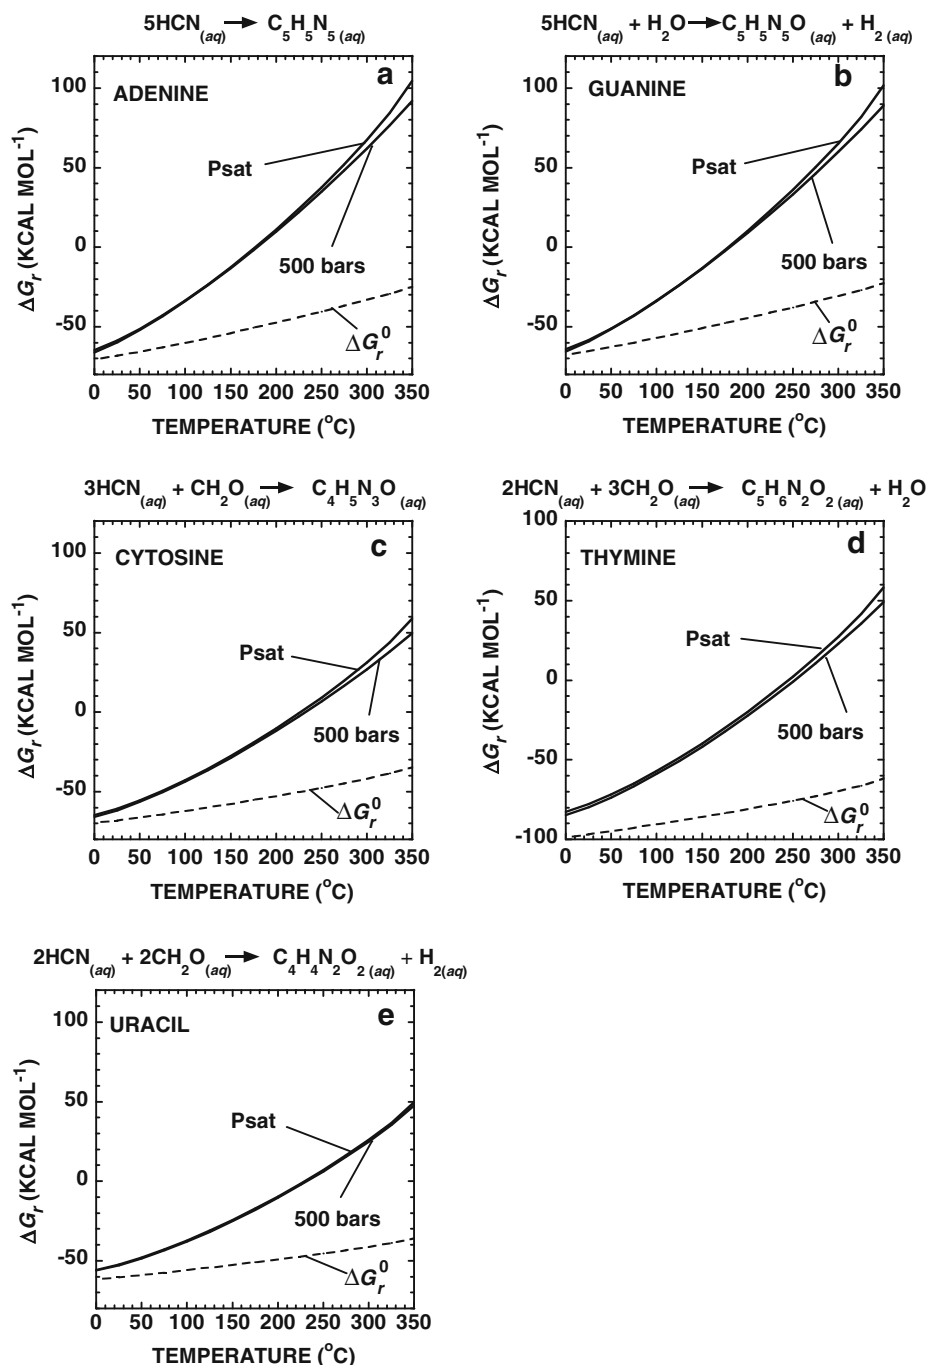 5HCN(aq) → C5H5N5(aq)
a
ADENINE
Psat
500 bars
ΔGr0
100
50
0
-50
ΔGr (KCAL MOL-1)
0 50 100 150 200 250 300 350
TEMPERATURE (oC)
5HCN(aq) + H2O → C5H5N5O(aq) + H2(aq)
b
GUANINE
Psat
500 bars
ΔGr0
100
50
0
-50
ΔGr (KCAL MOL-1)
0 50 100 150 200 250 300 350
TEMPERATURE (oC)
3HCN(aq) + CH2O(aq) → C4H5N3O(aq)
c
CYTOSINE
Psat
500 bars
ΔGr0
100
50
0
-50
ΔGr (KCAL MOL-1)
0 50 100 150 200 250 300 350
TEMPERATURE (oC)
2HCN(aq) + 3CH2O(aq) → C5H6N2O2(aq) + H2O
d
THYMINE
Psat
500 bars
ΔGr0
100
50
0
-50
-100
ΔGr (KCAL MOL-1)
0 50 100 150 200 250 300 350
TEMPERATURE (oC)
2HCN(aq) + 2CH2O(aq) → C4H4N2O2(aq) + H2(aq)
e
URACIL
Psat
500 bars
ΔGr0
100
50
0
-50
ΔGr (KCAL MOL-1)
0 50 100 150 200 250 300 350
TEMPERATURE (oC)